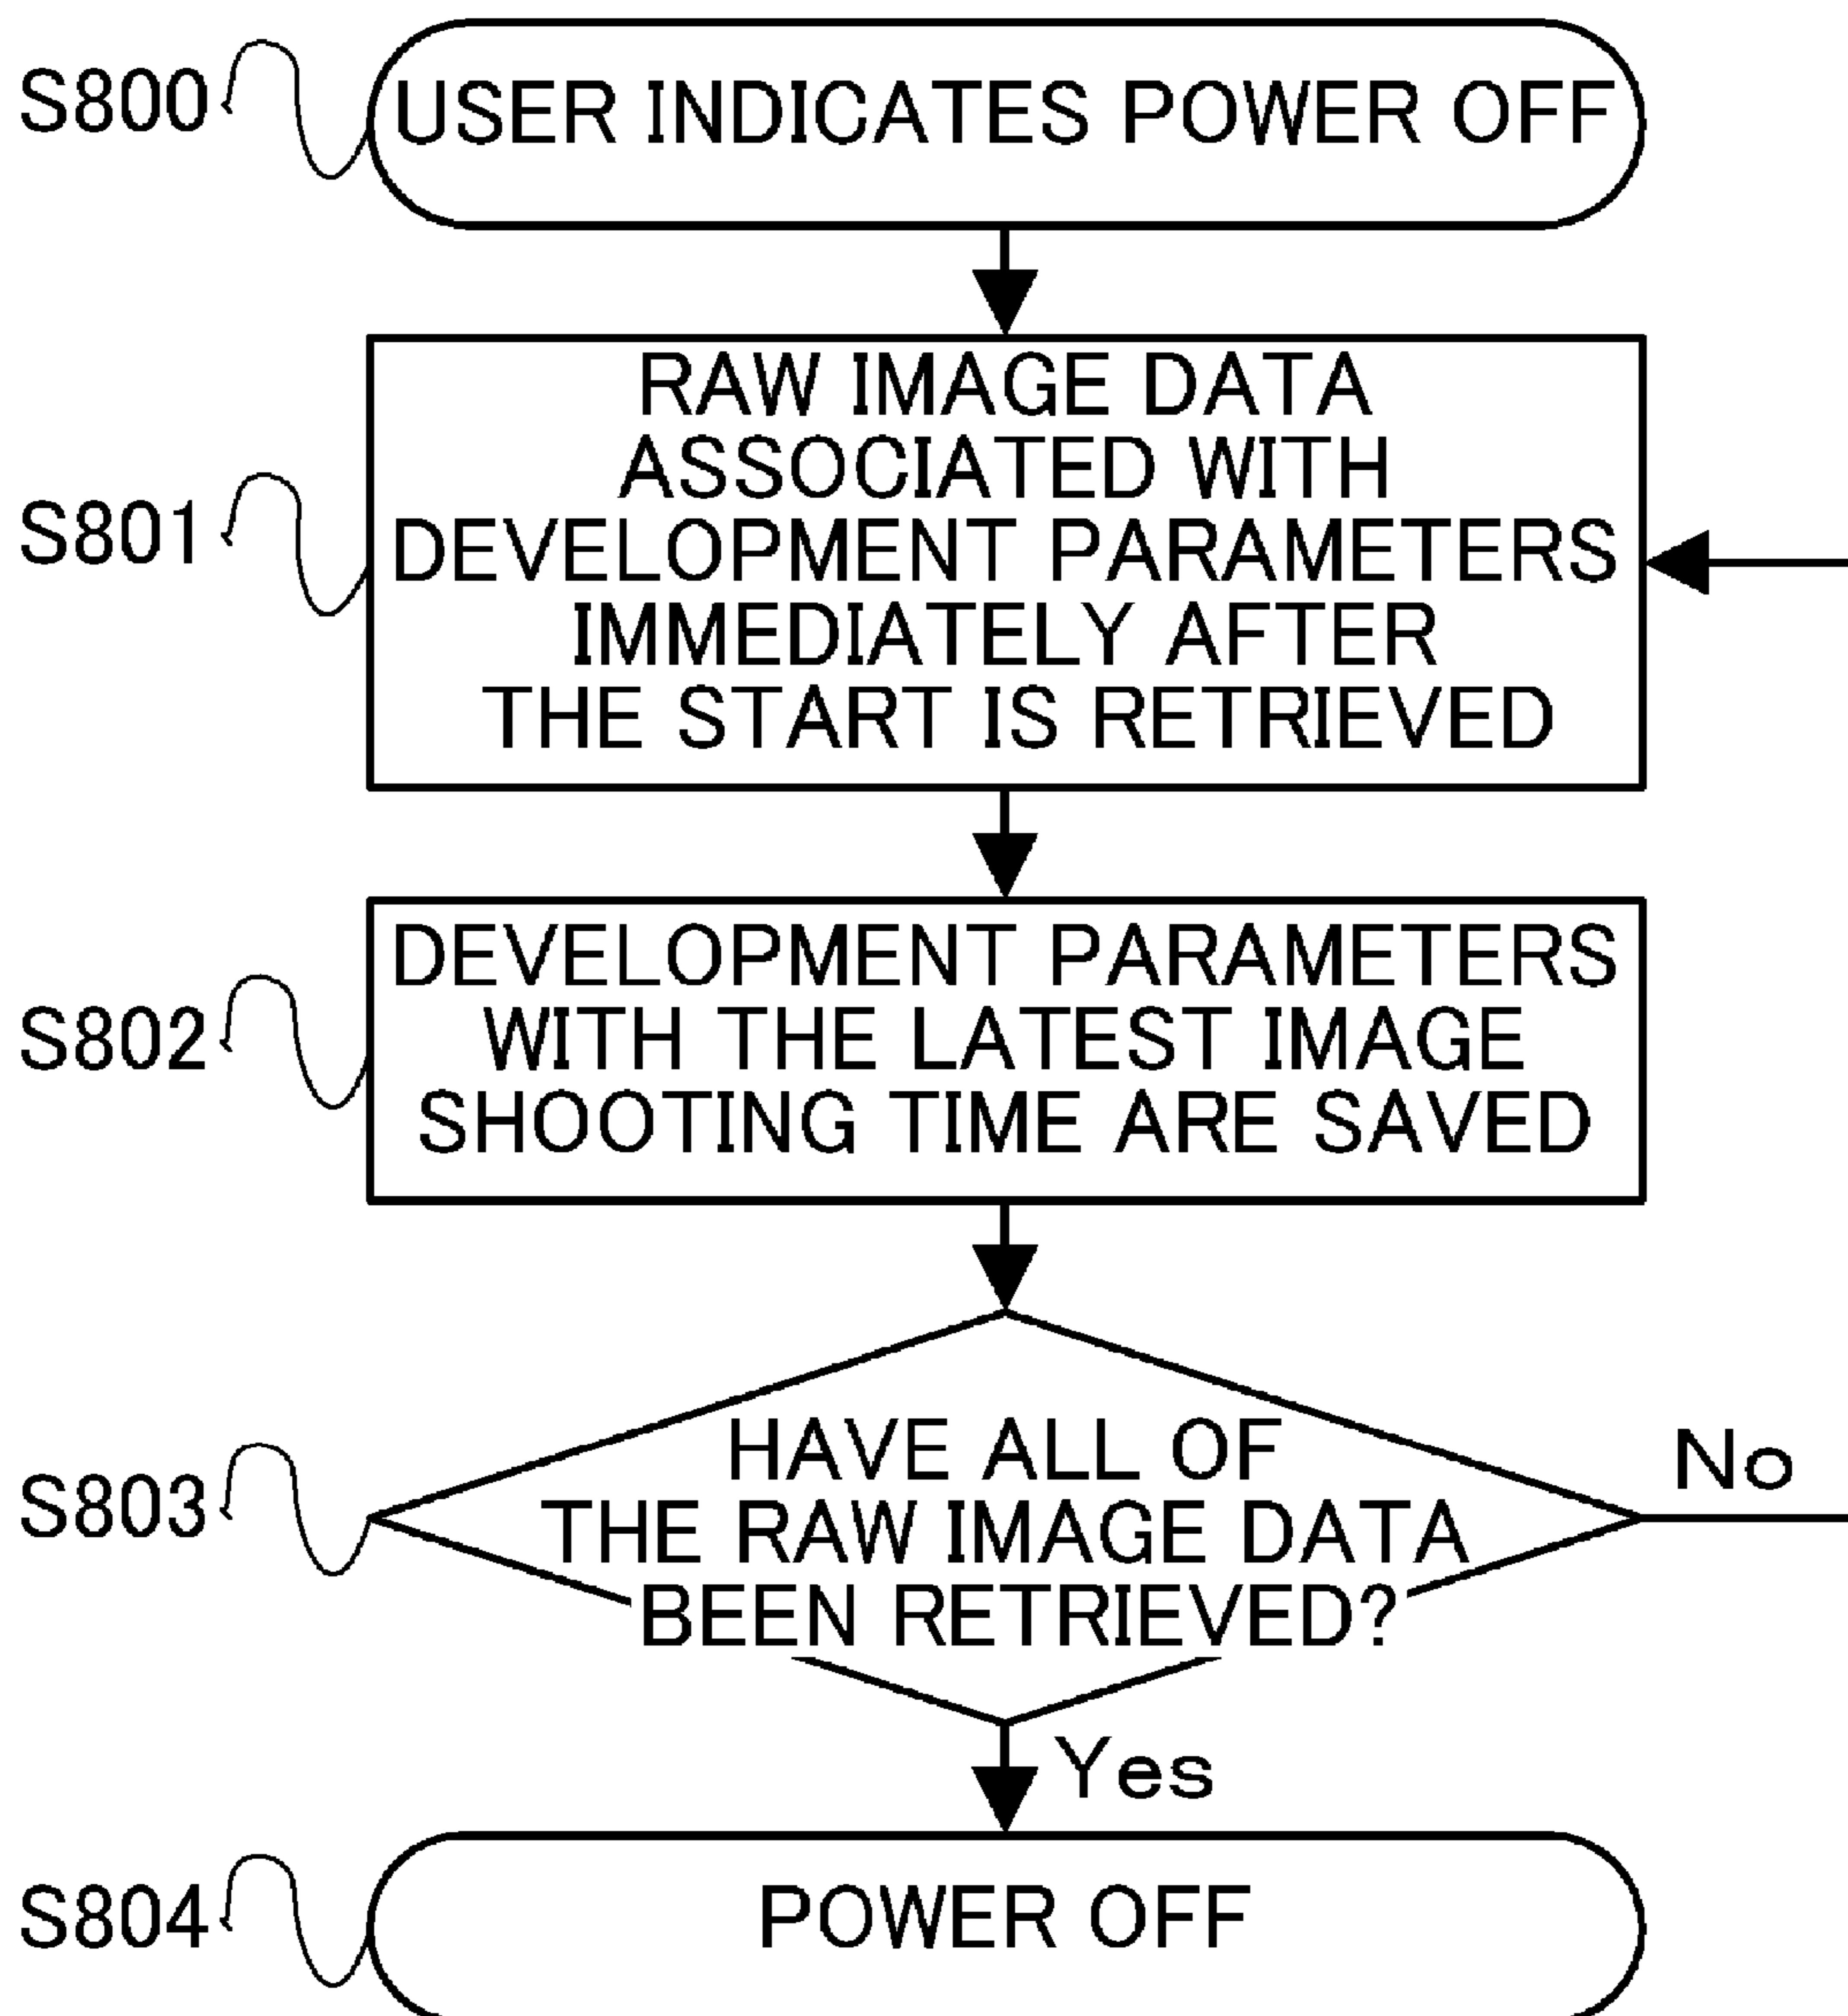 S800
USER INDICATES POWER OFF
S801
RAW IMAGE DATA
ASSOCIATED WITH
DEVELOPMENT PARAMETERS
IMMEDIATELY AFTER
THE START IS RETRIEVED
S802
DEVELOPMENT PARAMETERS
WITH THE LATEST IMAGE
SHOOTING TIME ARE SAVED
S803
HAVE ALL OF
THE RAW IMAGE DATA
BEEN RETRIEVED?
No
Yes
S804
POWER OFF